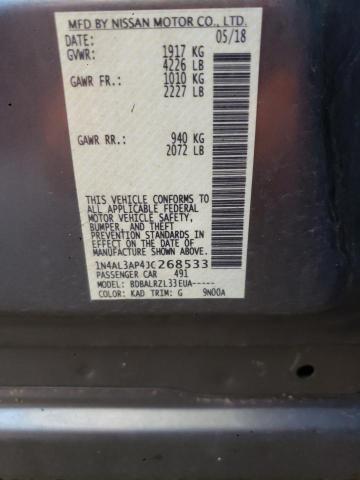 MFD BY NISSAN MOTOR CO., LTD.
DATE: 05/18
GVWR: 1917 KG
4226 LB
GAWR FR.: 1010 KG
2227 LB
GAWR RR.: 940 KG
2072 LB
THIS VEHICLE CONFORMS TO
ALL APPLICABLE FEDERAL
MOTOR VEHICLE SAFETY,
BUMPER, AND THEFT
PREVENTION STANDARDS IN
EFFECT ON THE DATE OF
MANUFACTURE SHOWN ABOVE.
1N4AL3AP4JC268533
PASSENGER CAR 491
MODEL: BDBALRZL33EUA-----
COLOR: KAD TRIM: G 9N00A